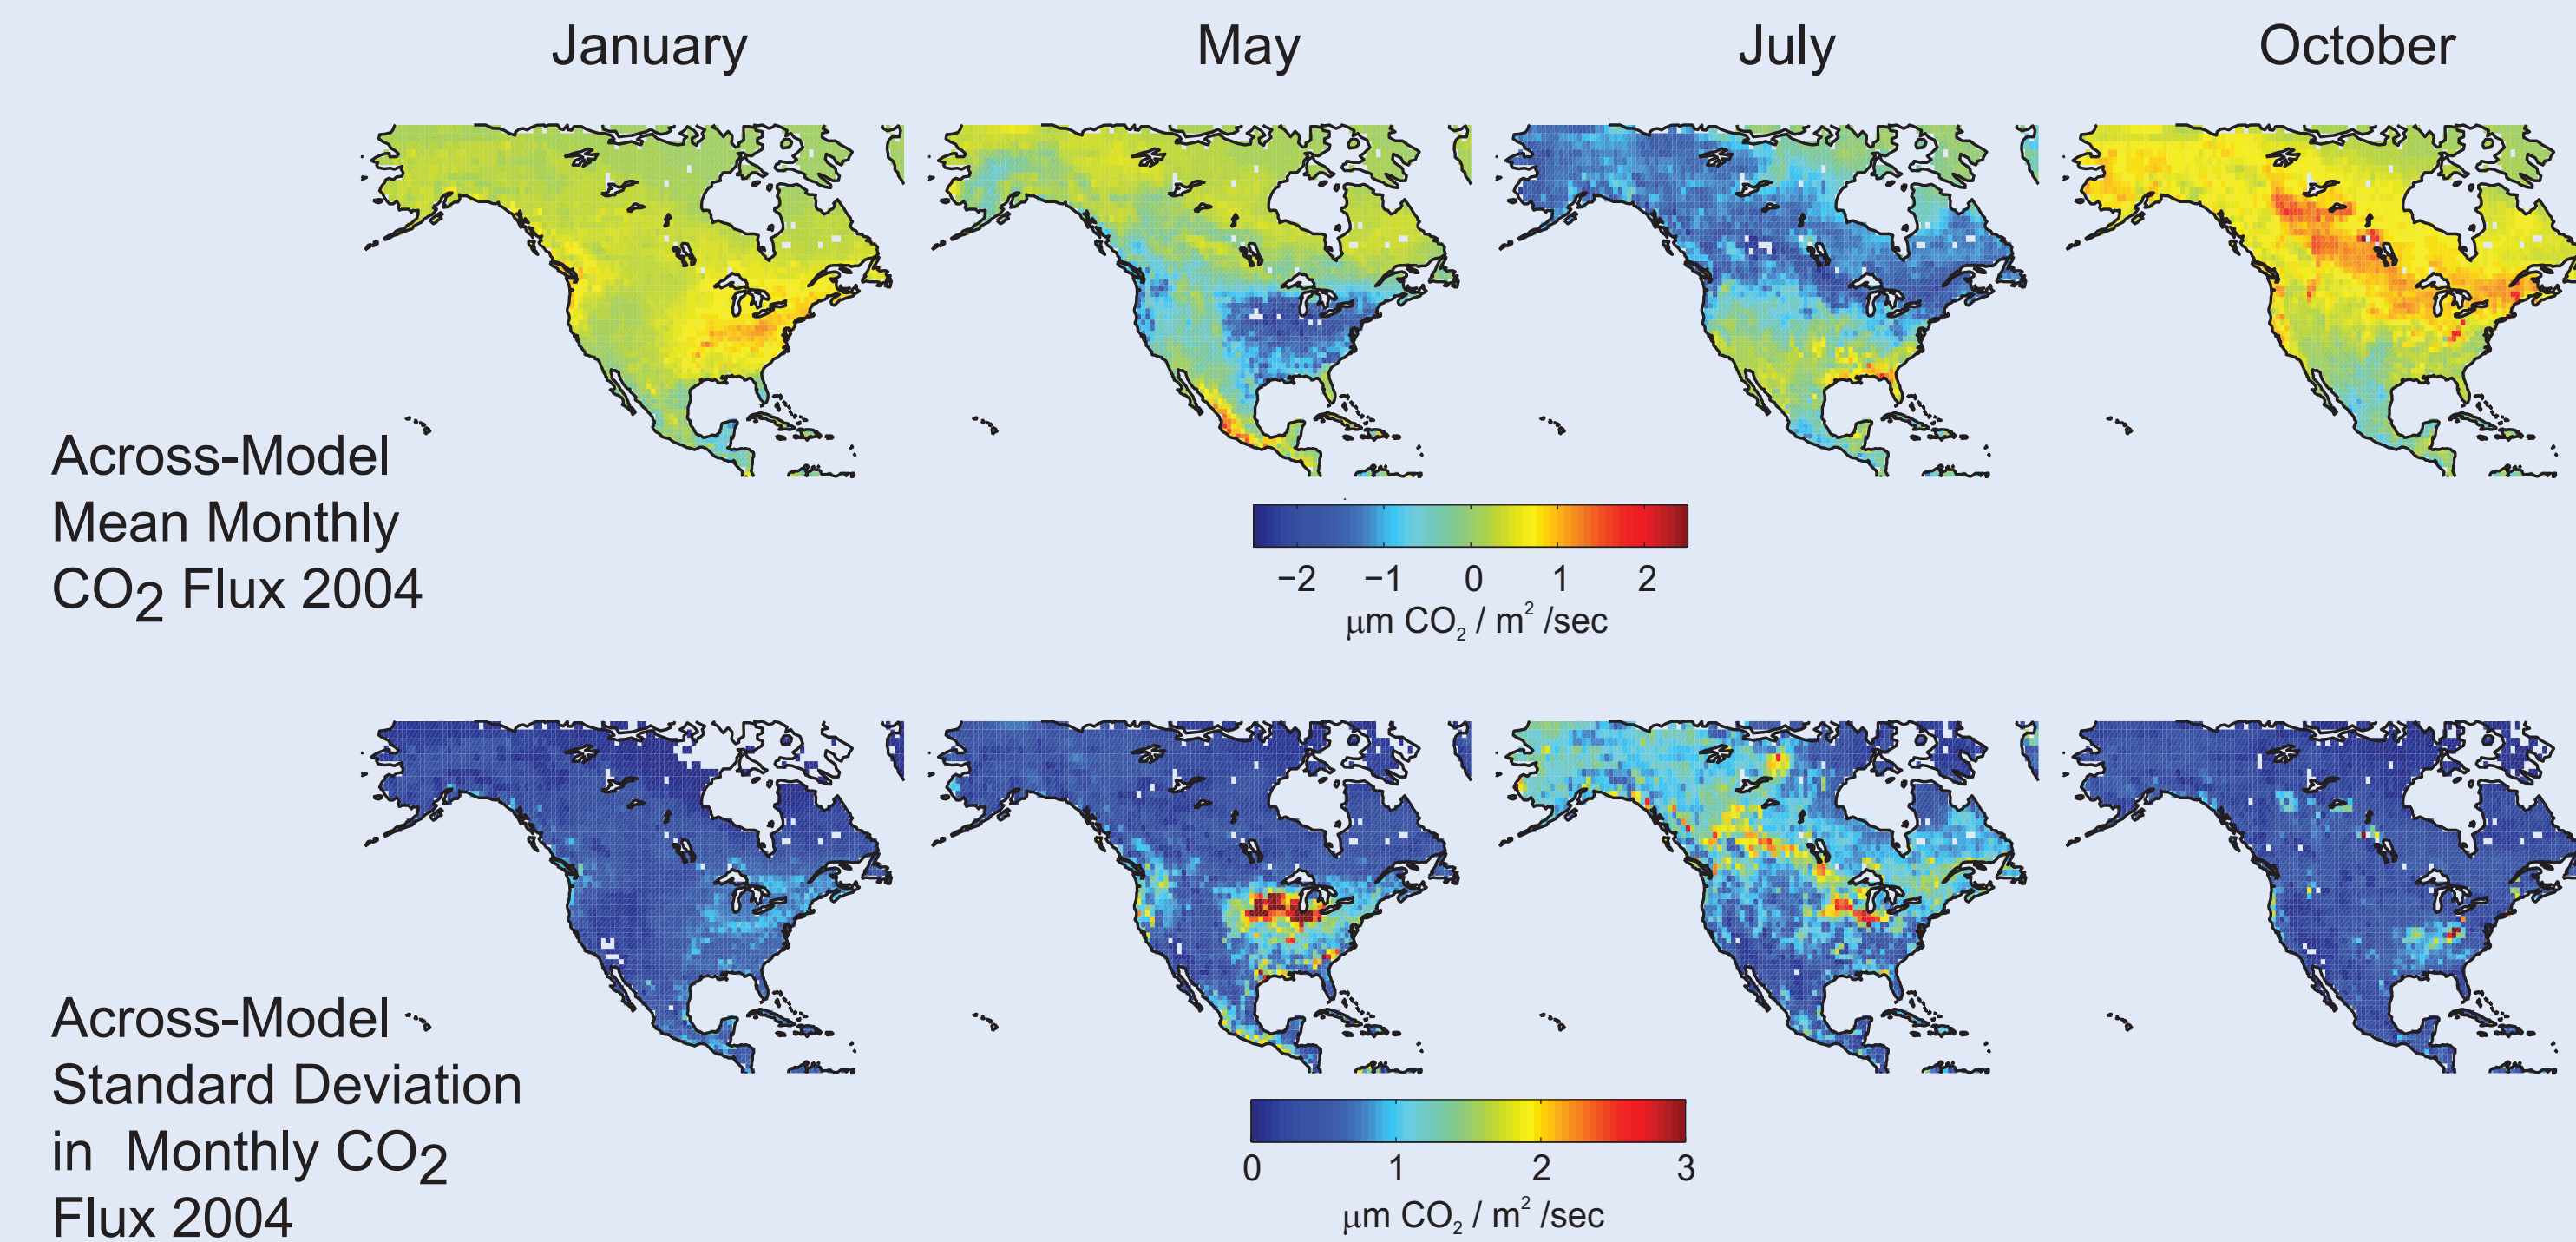 January May July October
Across-Model
Mean Monthly
CO2 Flux 2004
−2 −1 0 1 2
μm CO2 / m2 /sec
Across-Model
Standard Deviation
in Monthly CO2
Flux 2004
0 1 2 3
μm CO2 / m2 /sec